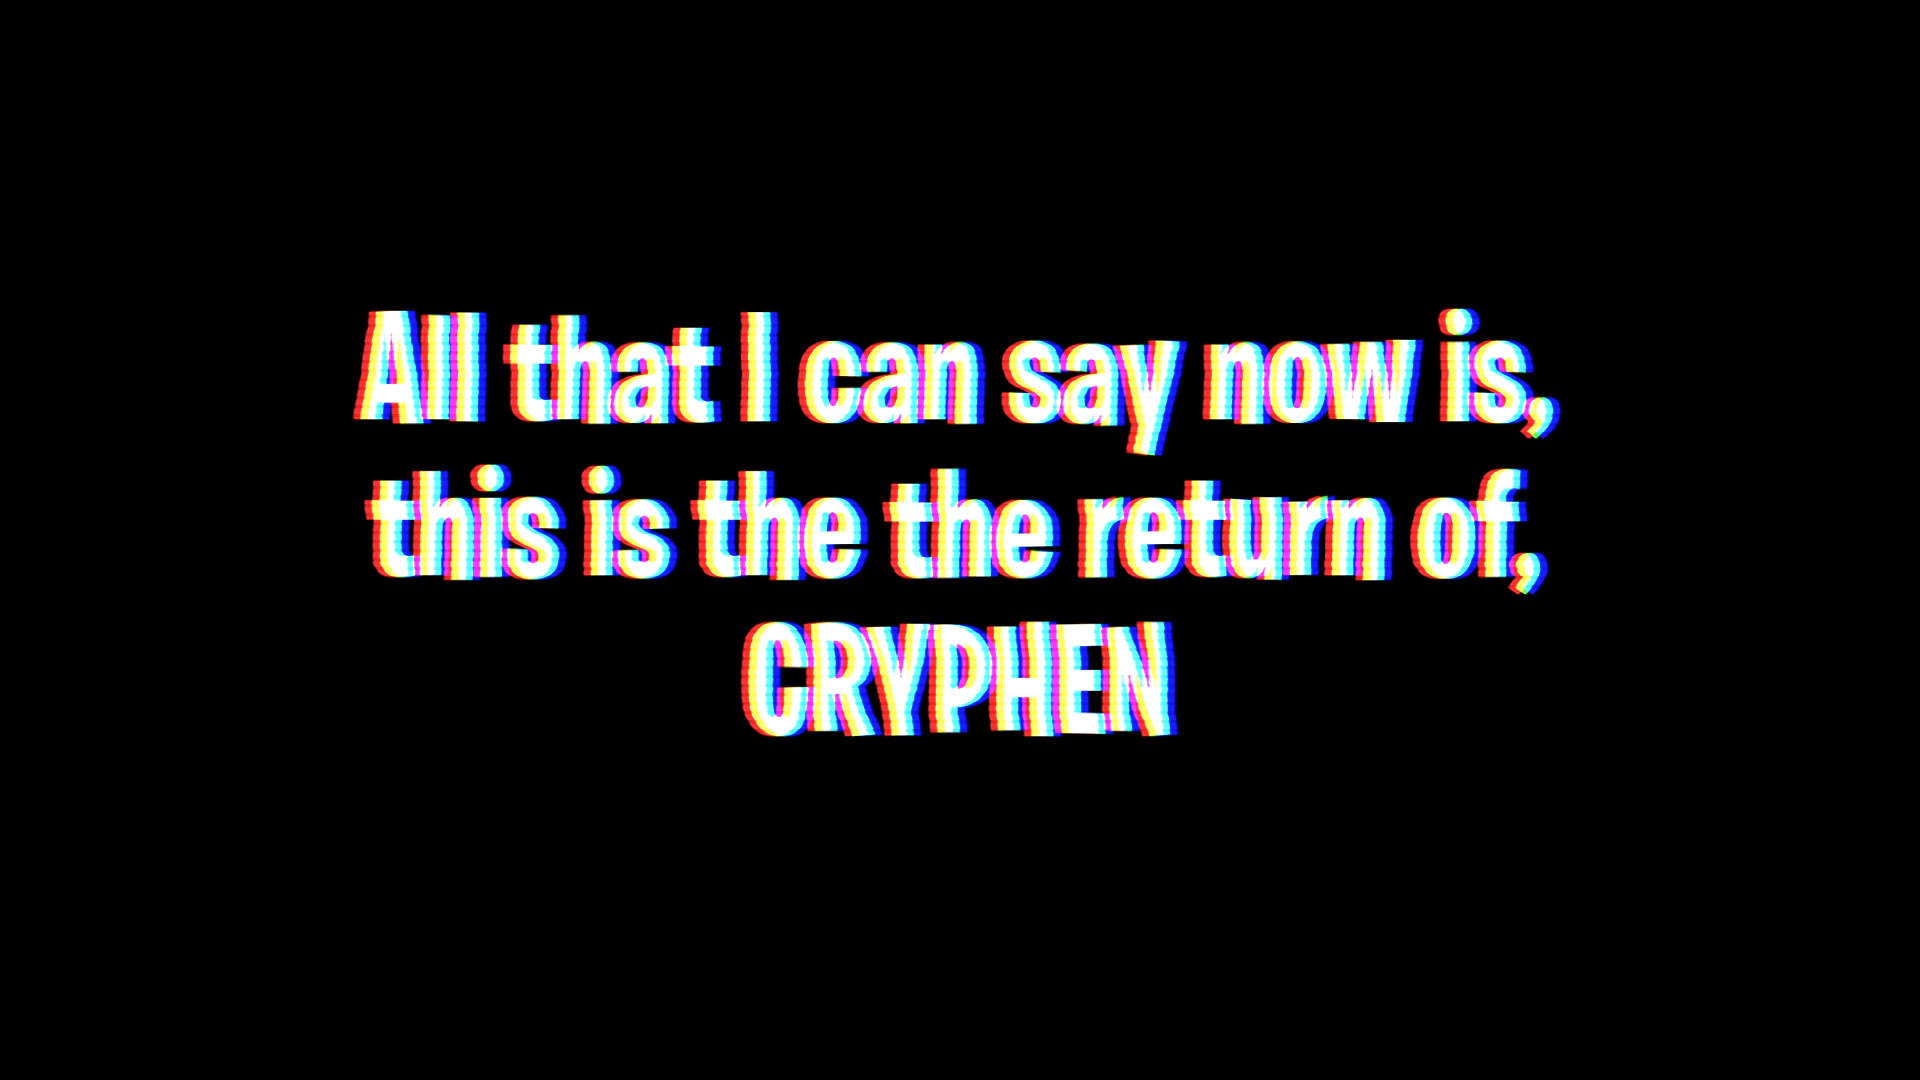 All that I can say now is,
this is the the return of,
CRYPHEN